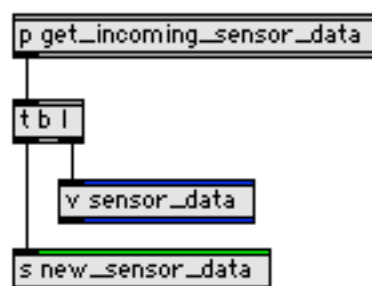 p get_incoming_sensor_data
t b l
v sensor_data
s new_sensor_data